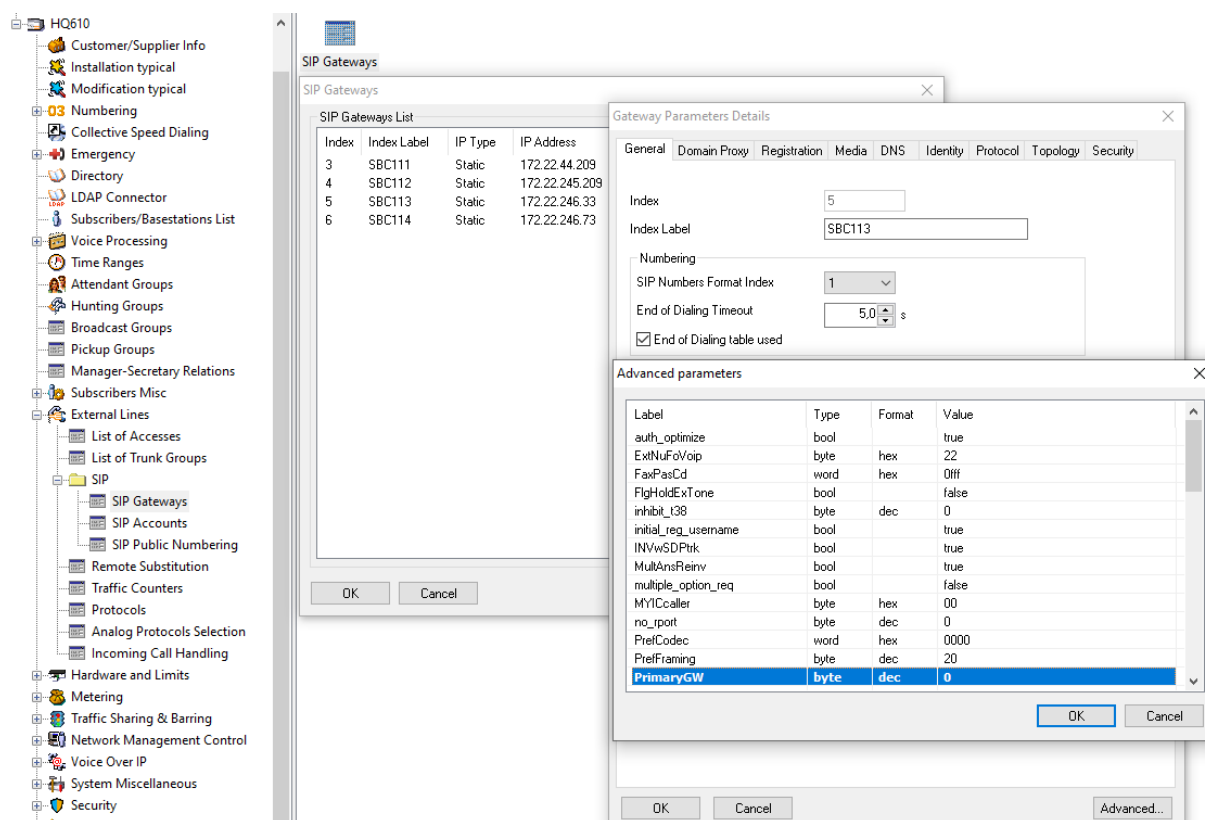 HQ610
Customer/Supplier Info
Installation typical
Modification typical
03 Numbering
Collective Speed Dialing
Emergency
Directory
LDAP LDAP Connector
Subscribers/Basestations List
Voice Processing
Time Ranges
Attendant Groups
Hunting Groups
Broadcast Groups
Pickup Groups
Manager-Secretary Relations
Subscribers Misc
External Lines
List of Accesses
List of Trunk Groups
SIP
SIP Gateways
SIP Accounts
SIP Public Numbering
Remote Substitution
Traffic Counters
Protocols
Analog Protocols Selection
Incoming Call Handling
Hardware and Limits
Metering
Traffic Sharing & Barring
Network Management Control
Voice Over IP
System Miscellaneous
Security
SIP Gateways
SIP Gateways
SIP Gateways List
Index Index Label IP Type IP Address
3 SBC111 Static 172.22.44.209
4 SBC112 Static 172.22.245.209
5 SBC113 Static 172.22.246.33
6 SBC114 Static 172.22.246.73
OK Cancel
Gateway Parameters Details
General Domain Proxy Registration Media DNS Identity Protocol Topology Security
Index 5
Index Label SBC113
Numbering
SIP Numbers Format Index 1
End of Dialing Timeout 5,0 s
End of Dialing table used
Advanced parameters
Label Type Format Value
auth_optimize bool true
ExtNuFoVoip byte hex 22
FaxPasCd word hex 0fff
FlgHoldExTone bool false
inhibit_t38 byte dec 0
initial_reg_username bool true
INVwSDPtrk bool true
MultAnsReinv bool true
multiple_option_req bool false
MYICcaller byte hex 00
no_rport byte dec 0
PrefCodec word hex 0000
PrefFraming byte dec 20
PrimaryGW byte dec 0
OK Cancel
OK Cancel Advanced...